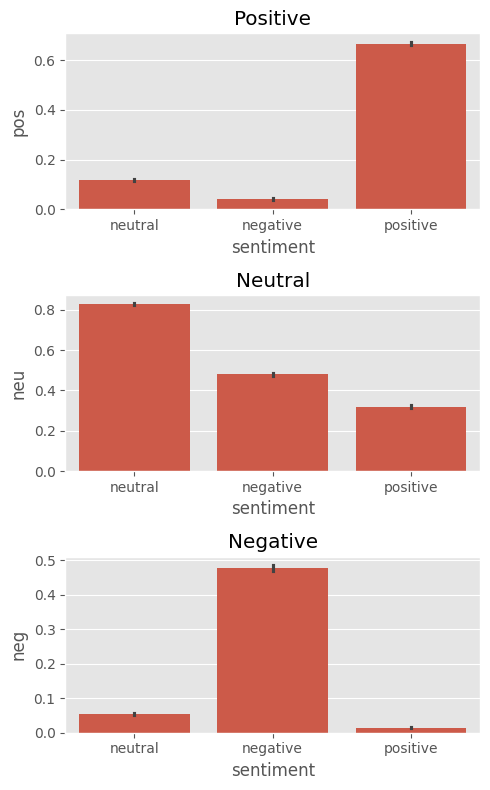 Positive
0.6
0.4
0.2
0.0
pos
neutral negative positive
sentiment
Neutral
0.8
0.6
0.4
0.2
0.0
neu
neutral negative positive
sentiment
Negative
0.5
0.4
0.3
0.2
0.1
0.0
neg
neutral negative positive
sentiment